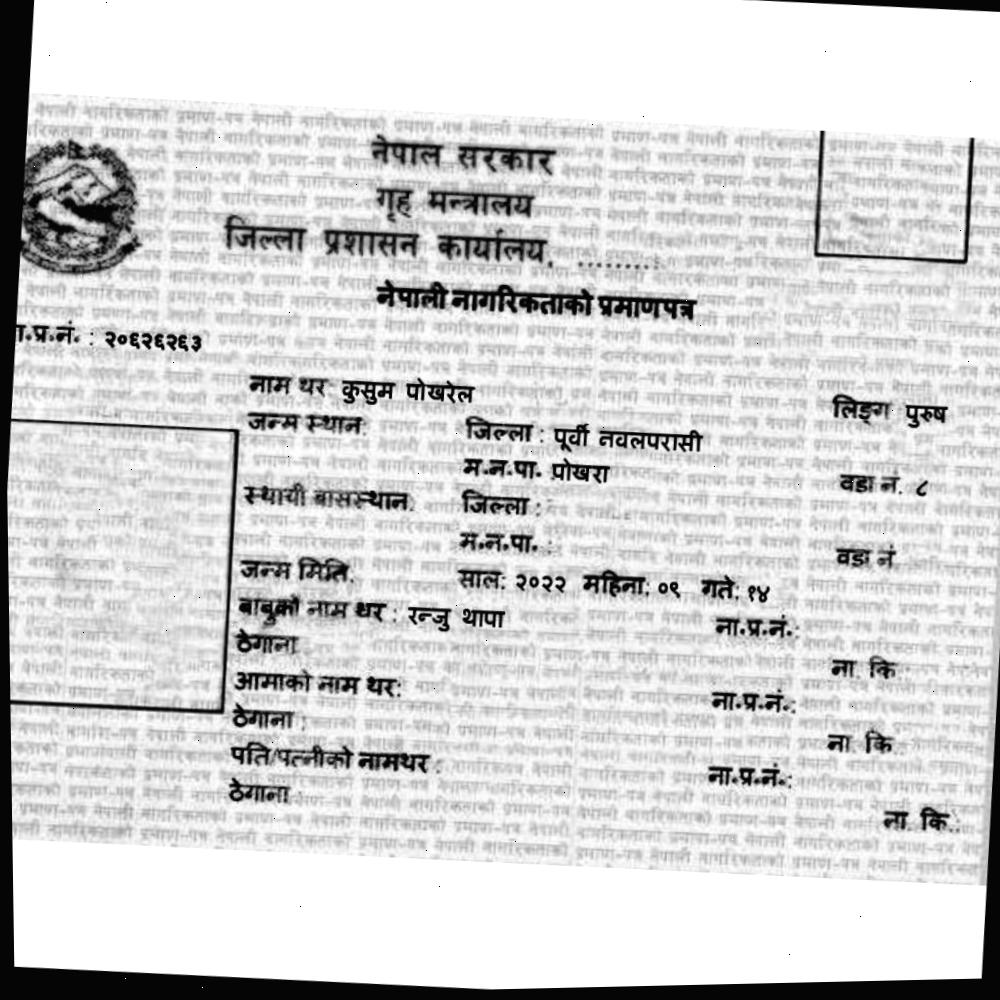 नेपाल सरकार
गृह मन्त्रालय
जिल्ला प्रशासन कार्यालय, .........
नेपाली नागरिकताको प्रमाणपत्र
ा.प्र.नं. : २०६२६२६३
नाम थर: कुसुम पोखरेल लिङ्ग: पुरुष
जन्म स्थान: जिल्ला : पूर्वी नवलपरासी
म.न.पा. पोखरा वडा नं. ८
स्थायी बासस्थान: जिल्ला :
म.न.पा. : वडा नं.
जन्म मिति: साल: २०२२ महिना: ०९ गते: १४
बाबुको नाम थर : रन्जु थापा ना.प्र.नं.:
ठेगाना: ना. कि.:
आमाको नाम थर: ना.प्र.नं.:
ठेगाना : ना. कि.:
पति/पत्नीको नामथर : ना.प्र.नं.:
ठेगाना : ना. कि.: